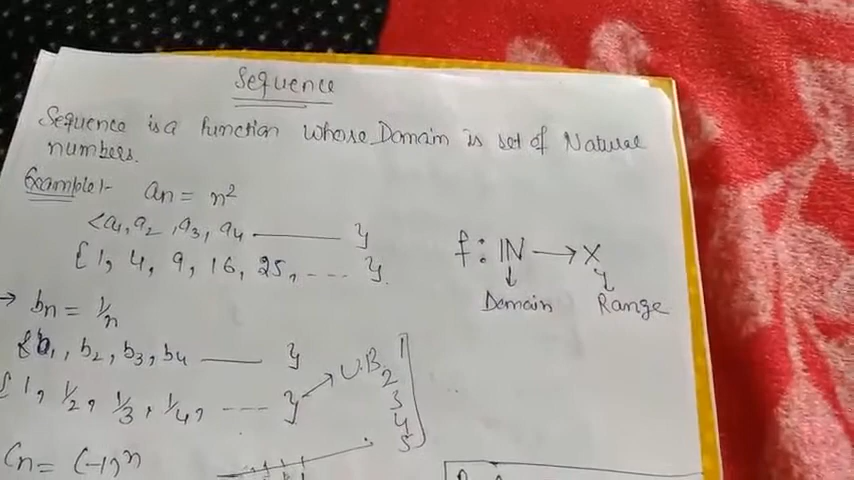 Sequence
Sequence is a function whose Domain is set of Natural
numbers.
Example:- an = n²
<a1, a2, a3, a4 ——— }
{1, 4, 9, 16, 25, ---- }
f: IN → X
Domain Range
→ bn = 1/n
{b1, b2, b3, b4 —— }
{1, 1/2, 1/3, 1/4, ---- } → U.B 1
2
3
4
5
Cn = (-1)^n